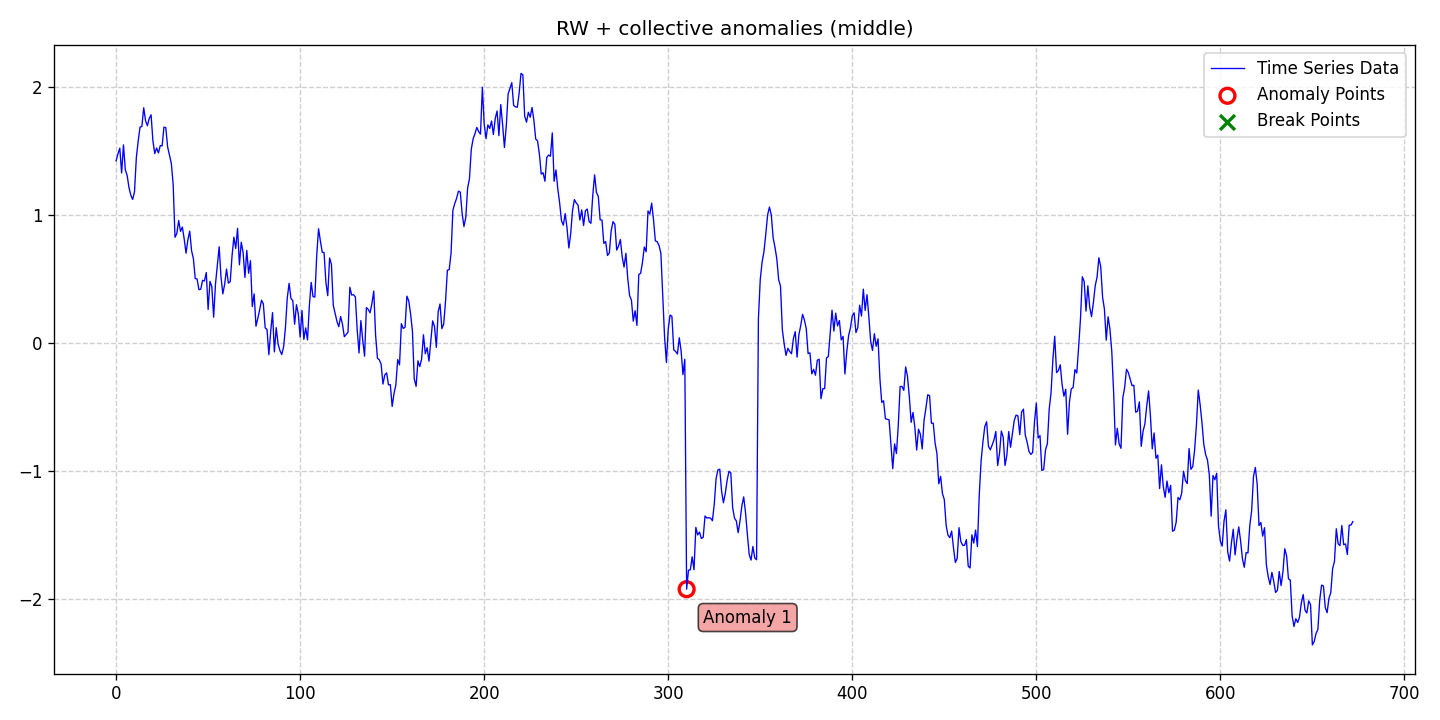 RW + collective anomalies (middle)
Time Series Data
Anomaly Points
Break Points
2
1
0
−1
−2
Anomaly 1
0 100 200 300 400 500 600 700